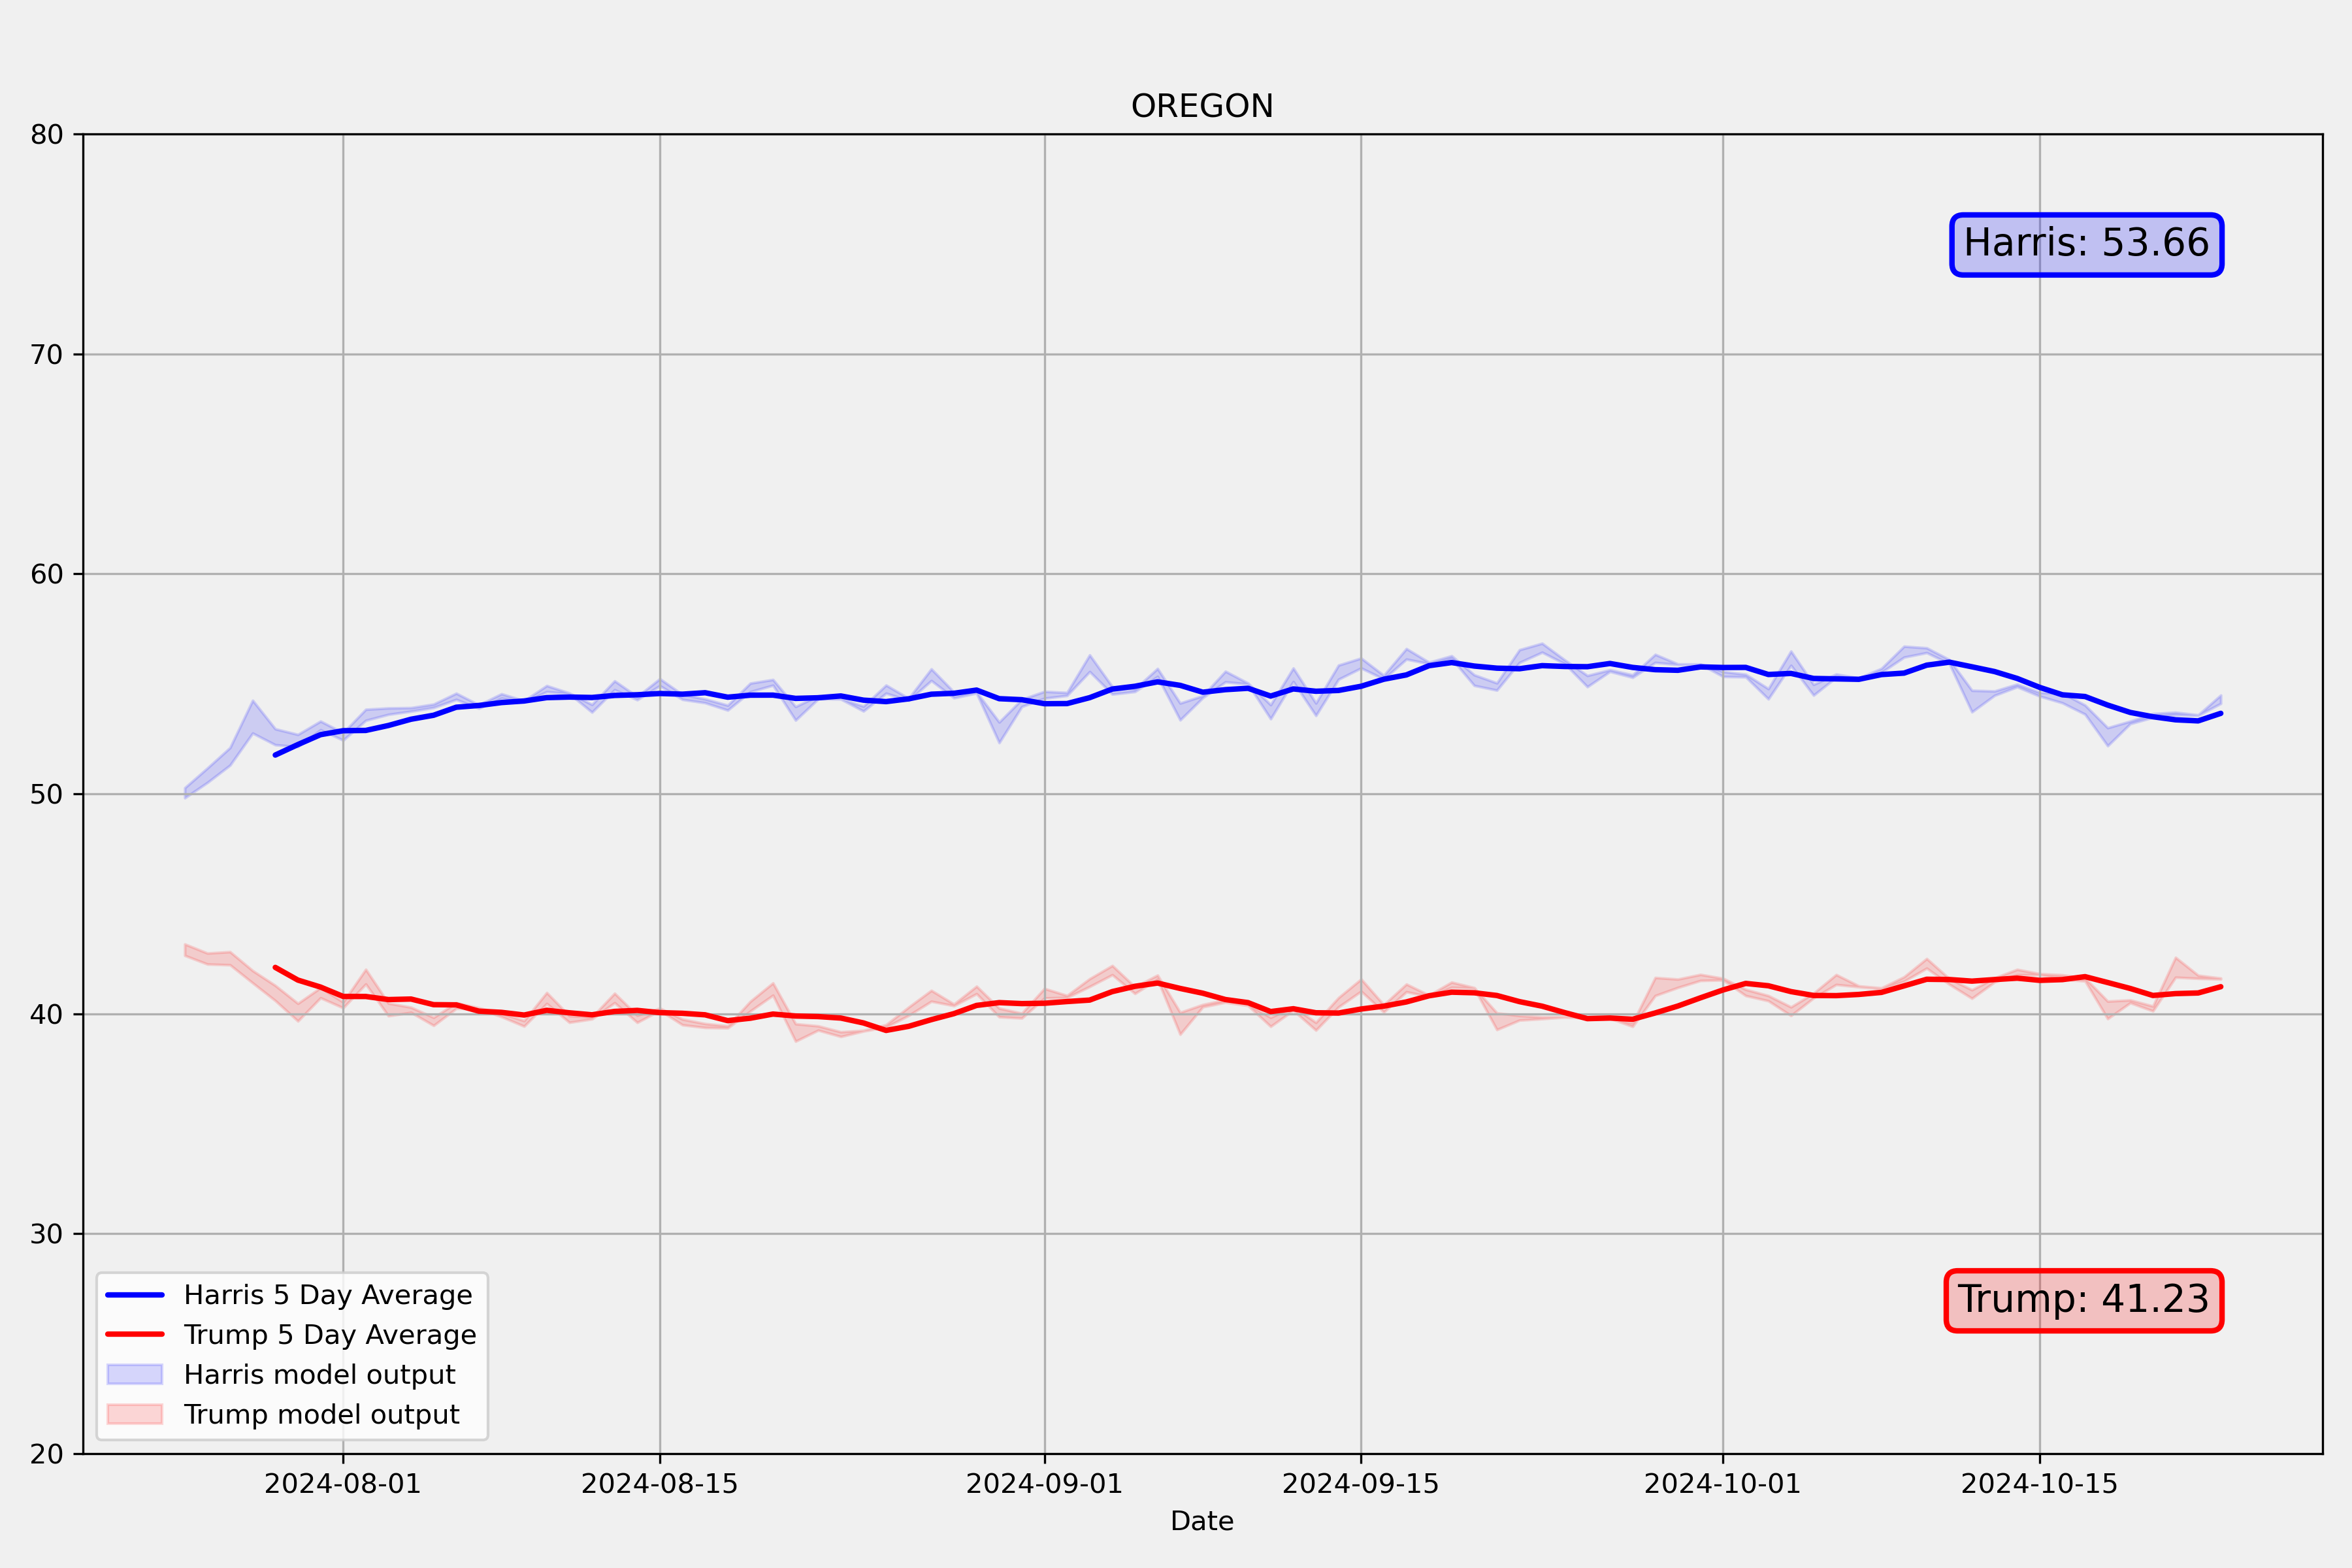 OREGON
80
70
60
50
40
30
20
Harris: 53.66
Trump: 41.23
Harris 5 Day Average
Trump 5 Day Average
Harris model output
Trump model output
2024-08-01 2024-08-15 2024-09-01 2024-09-15 2024-10-01 2024-10-15
Date